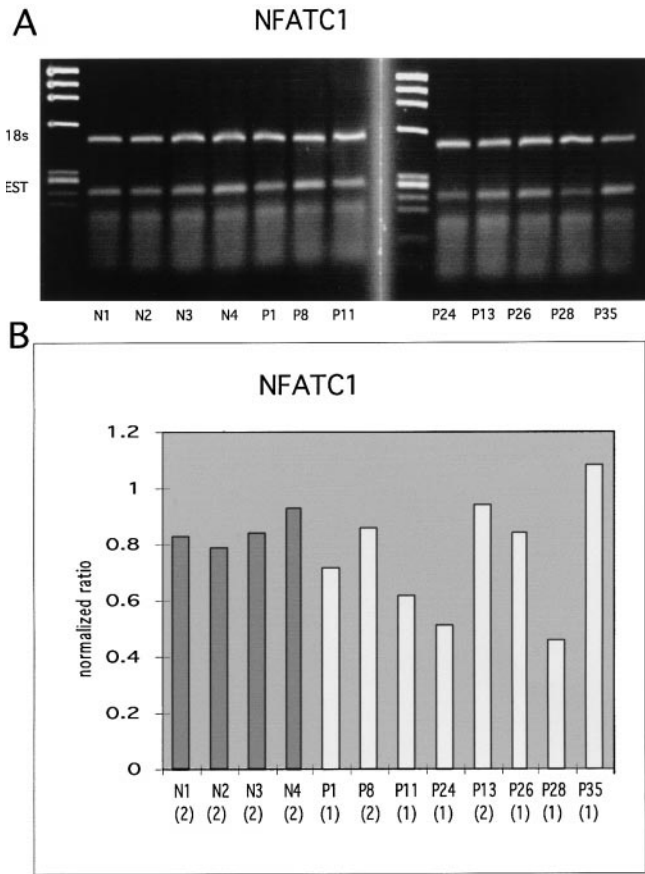 A
NFATC1
18s
EST
N1 N2 N3 N4 P1 P8 P11 P24 P13 P26 P28 P35
B
NFATC1
1.2
1
0.8
0.6
0.4
0.2
0
normalized ratio
N1 N2 N3 N4 P1 P8 P11 P24 P13 P26 P28 P35
(2) (2) (2) (2) (1) (2) (1) (1) (2) (1) (1) (1)